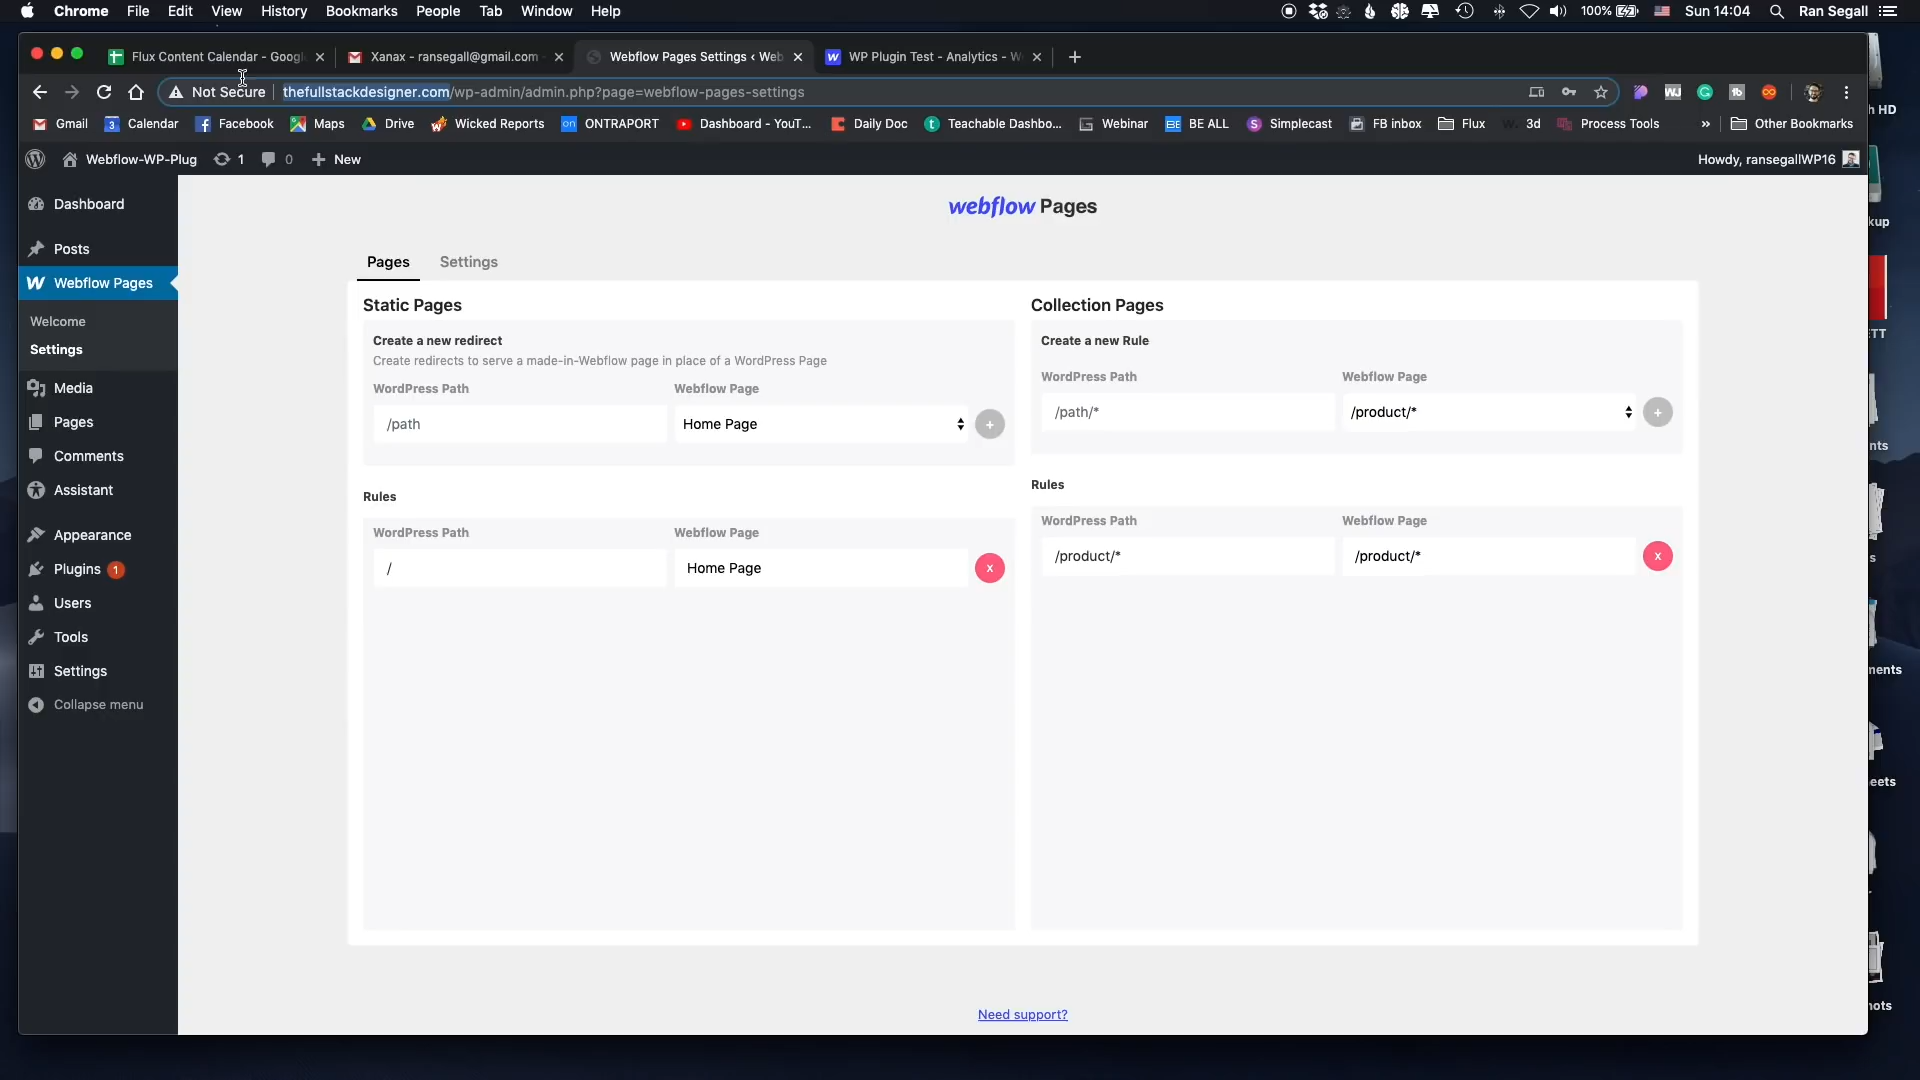 Chrome File Edit View History Bookmarks People Tab Window Help
100% Sun 14:04 Ran Segall
Flux Content Calendar - Googl
Xanax - ransegall@gmail.com -
Webflow Pages Settings ‹ Web
WP Plugin Test - Analytics - W
Not Secure | thefullstackdesigner.com/wp-admin/admin.php?page=webflow-pages-settings
Gmail Calendar Facebook Maps Drive Wicked Reports ONTRAPORT Dashboard - YouT... Daily Doc Teachable Dashbo... Webinar BE ALL Simplecast FB inbox Flux 3d Process Tools » Other Bookmarks
Webflow-WP-Plug 1 0 + New
Howdy, ransegallWP16
Dashboard
Posts
Webflow Pages
Welcome
Settings
Media
Pages
Comments
Assistant
Appearance
Plugins 1
Users
Tools
Settings
Collapse menu
webflow Pages
Pages Settings
Static Pages
Create a new redirect
Create redirects to serve a made-in-Webflow page in place of a WordPress Page
WordPress Path Webflow Page
/path Home Page +
Rules
WordPress Path Webflow Page
/ Home Page x
Collection Pages
Create a new Rule
WordPress Path Webflow Page
/path/* /product/* +
Rules
WordPress Path Webflow Page
/product/* /product/* x
Need support?
h HD
kup
ETT
nts
s
ments
eets
nots